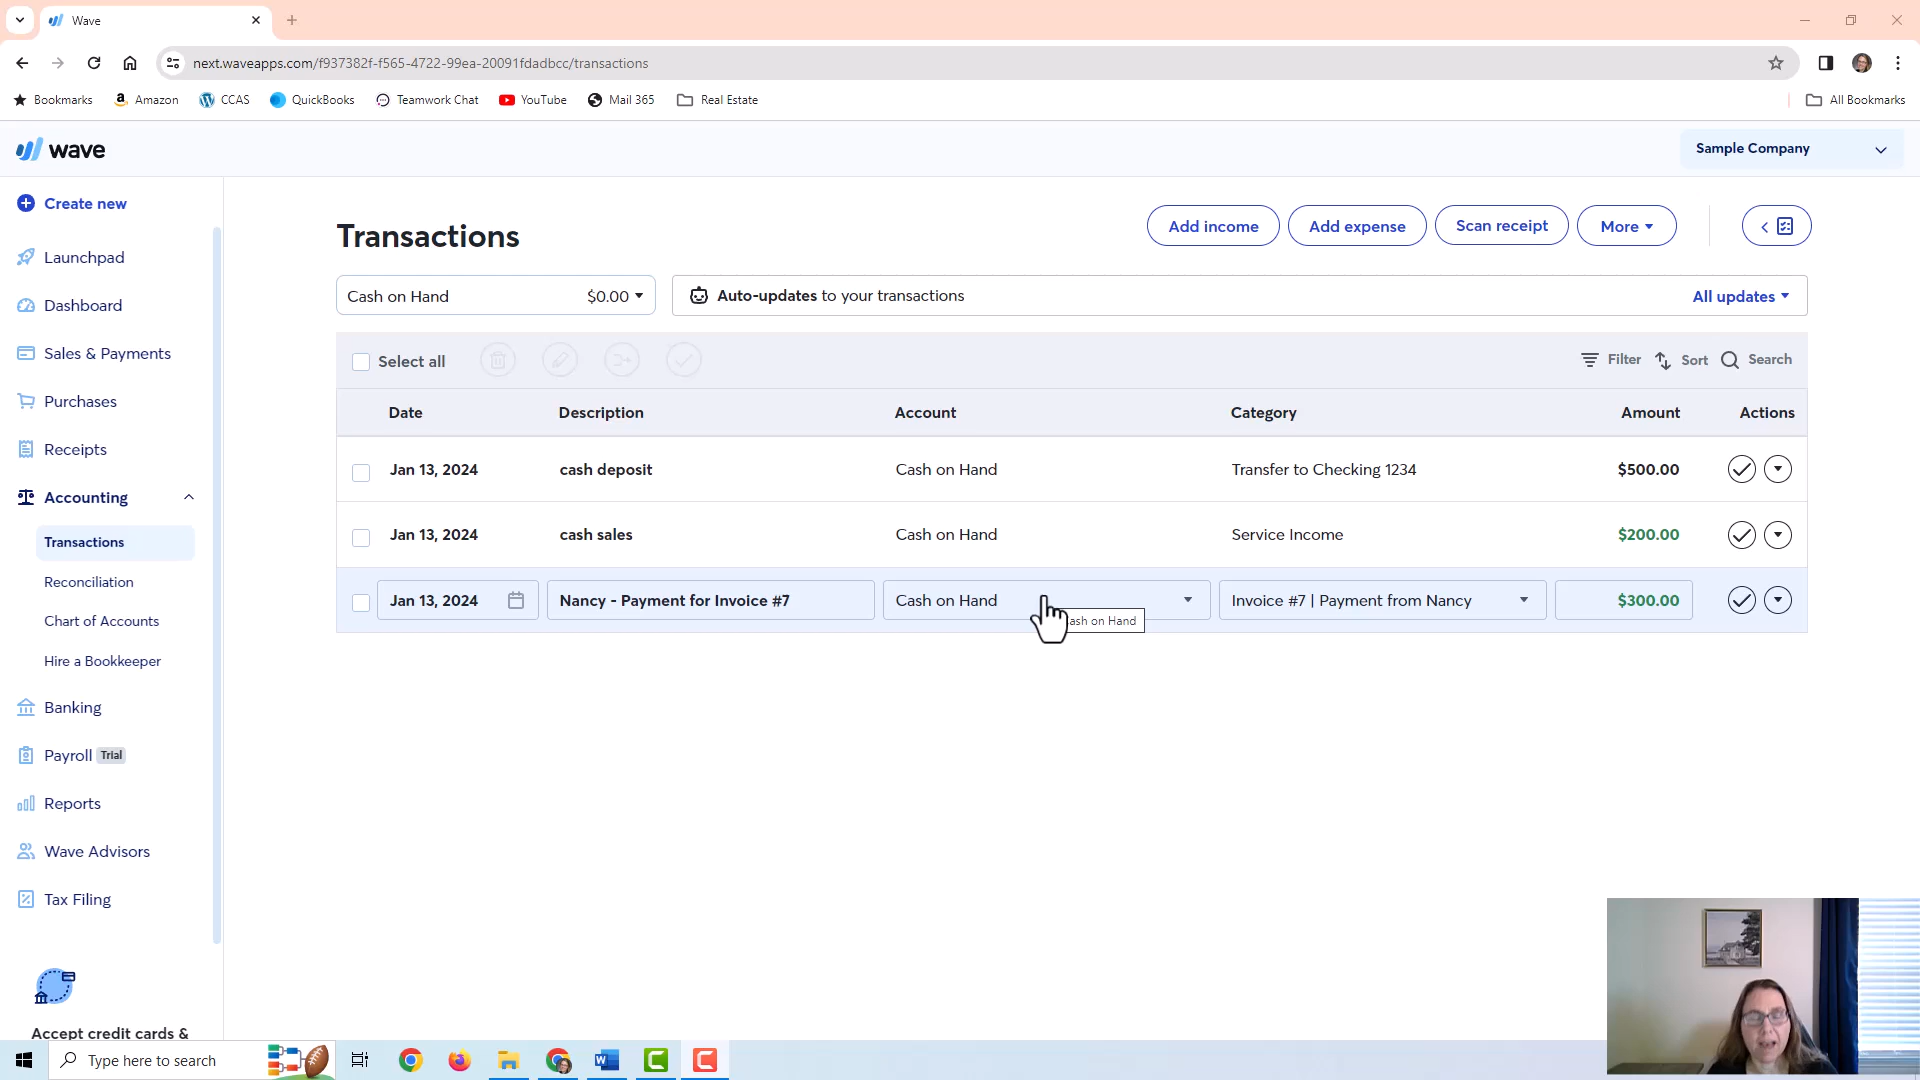 Wave
next.waveapps.com/f937382f-f565-4722-99ea-20091fdadbcc/transactions
Bookmarks
Amazon
CCAS
QuickBooks
Teamwork Chat
YouTube
Mail 365
Real Estate
All Bookmarks
wave
Sample Company
Create new
Launchpad
Dashboard
Sales & Payments
Purchases
Receipts
Accounting
Transactions
Reconciliation
Chart of Accounts
Hire a Bookkeeper
Banking
Payroll Trial
Reports
Wave Advisors
Tax Filing
Accept credit cards &
Transactions
Add income
Add expense
Scan receipt
More
Cash on Hand $0.00
Auto-updates to your transactions
All updates
Select all
Filter
Sort
Search
Date Description Account Category Amount Actions
Jan 13, 2024 cash deposit Cash on Hand Transfer to Checking 1234 $500.00
Jan 13, 2024 cash sales Cash on Hand Service Income $200.00
Jan 13, 2024 Nancy - Payment for Invoice #7 Cash on Hand Invoice #7 | Payment from Nancy $300.00
ash on Hand
Type here to search